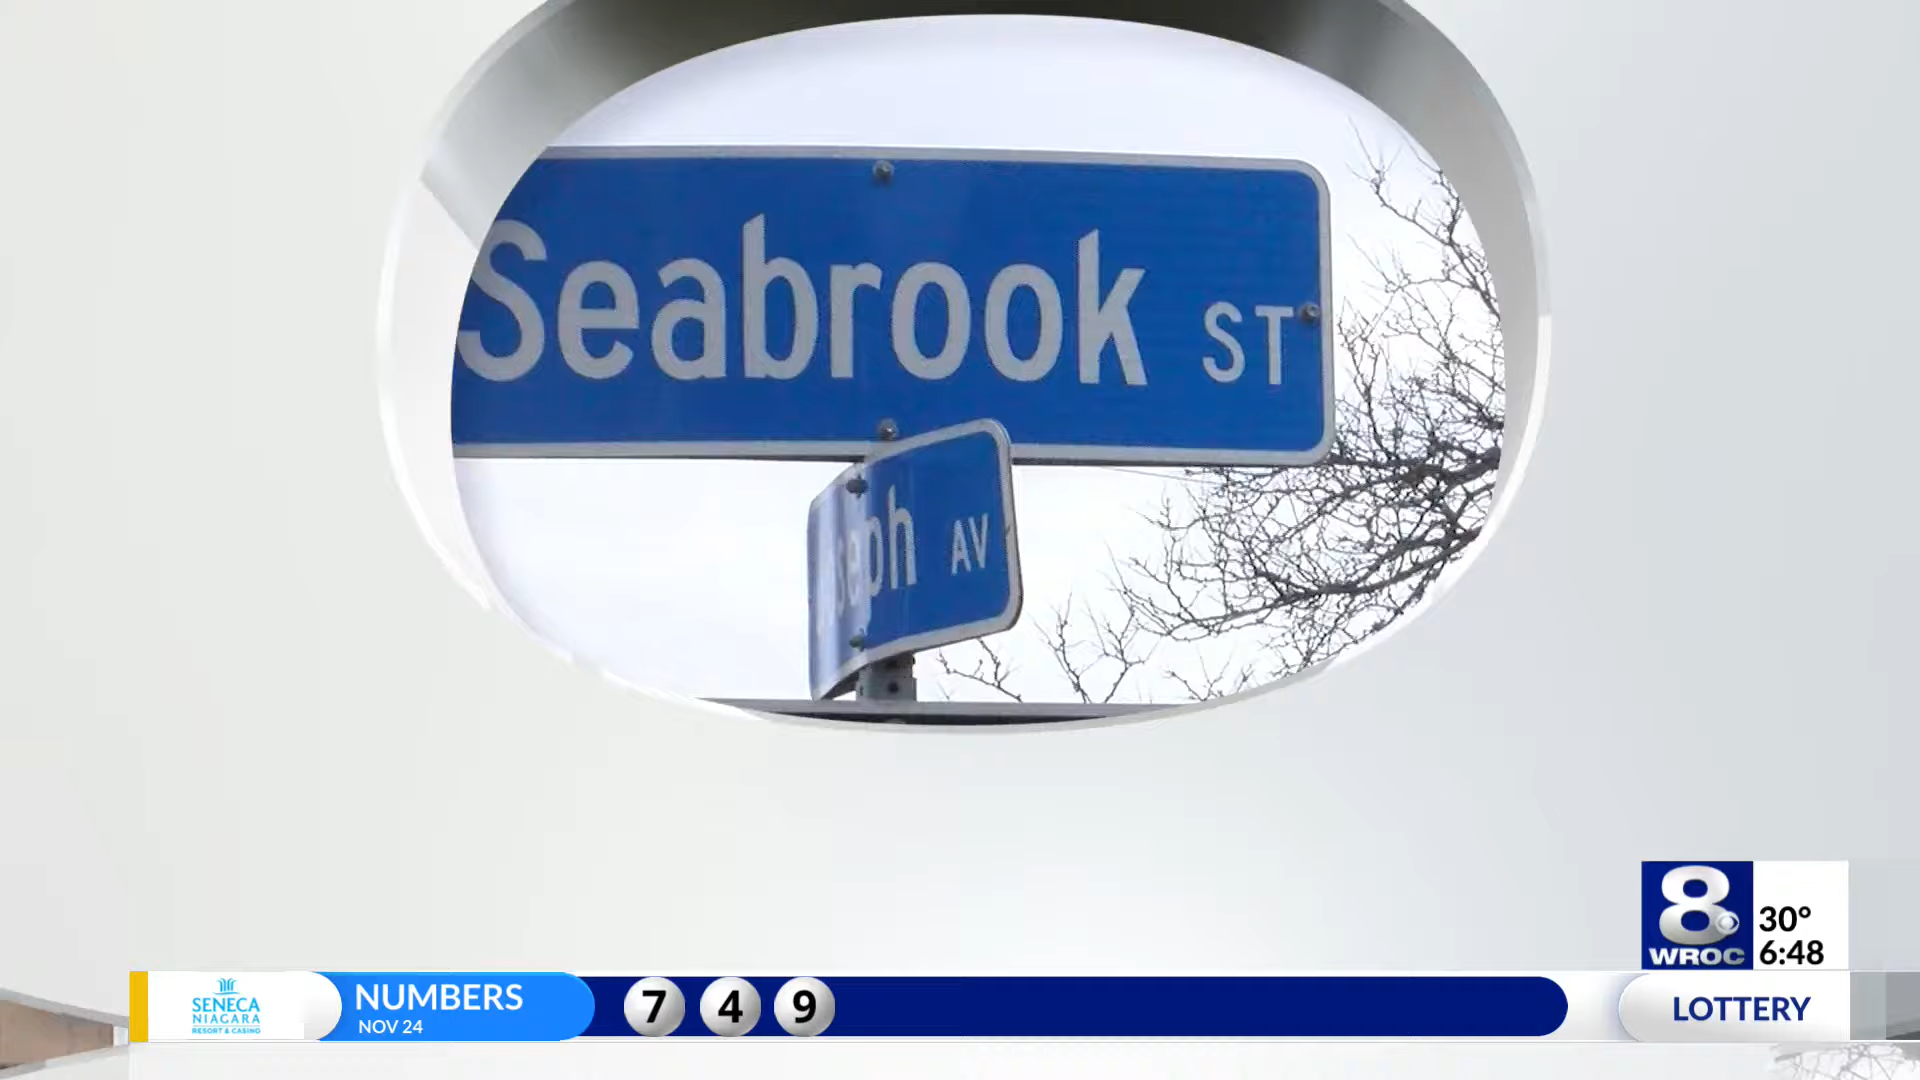 Seabrook ST
AV
8
WROC
30°
6:48
SENECA
NIAGARA
RESORT & CASINO
NUMBERS
NOV 24
7 4 9
LOTTERY